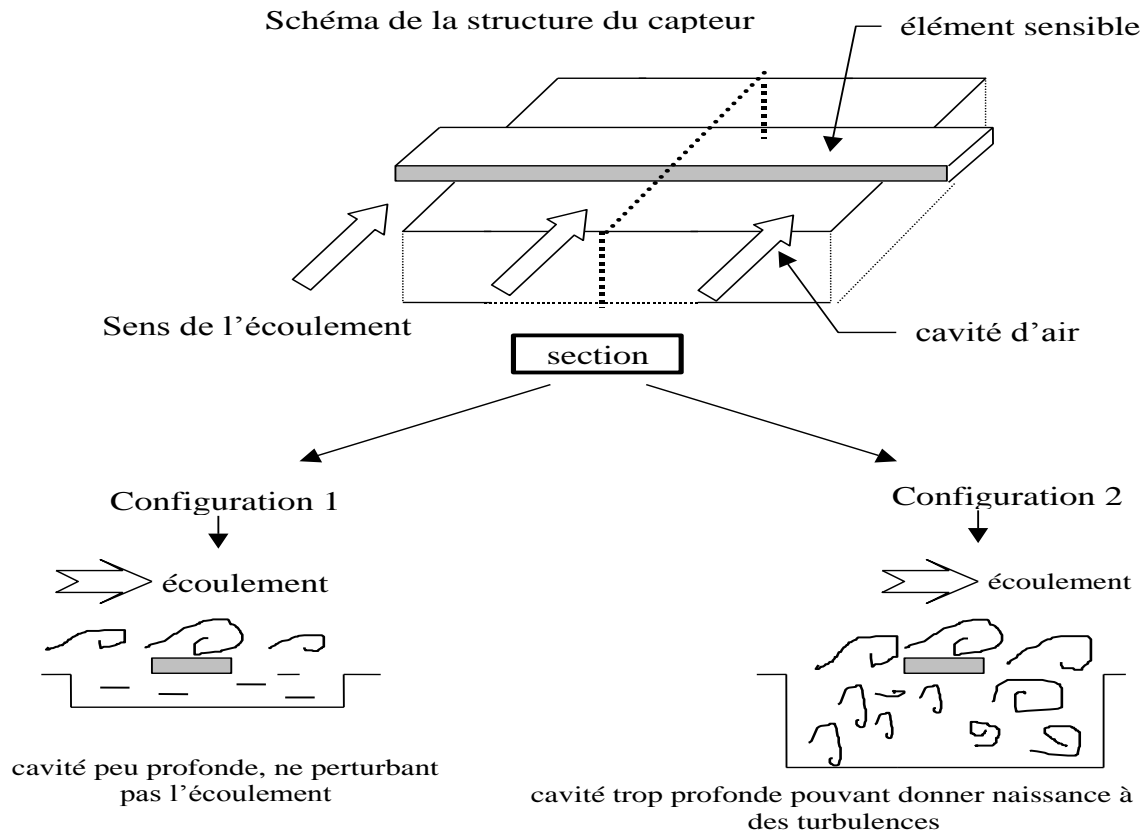 Schéma de la structure du capteur
élément sensible
Sens de l'écoulement
cavité d'air
section
Configuration 1
Configuration 2
écoulement
écoulement
cavité peu profonde, ne perturbant
pas l'écoulement
cavité trop profonde pouvant donner naissance à
des turbulences